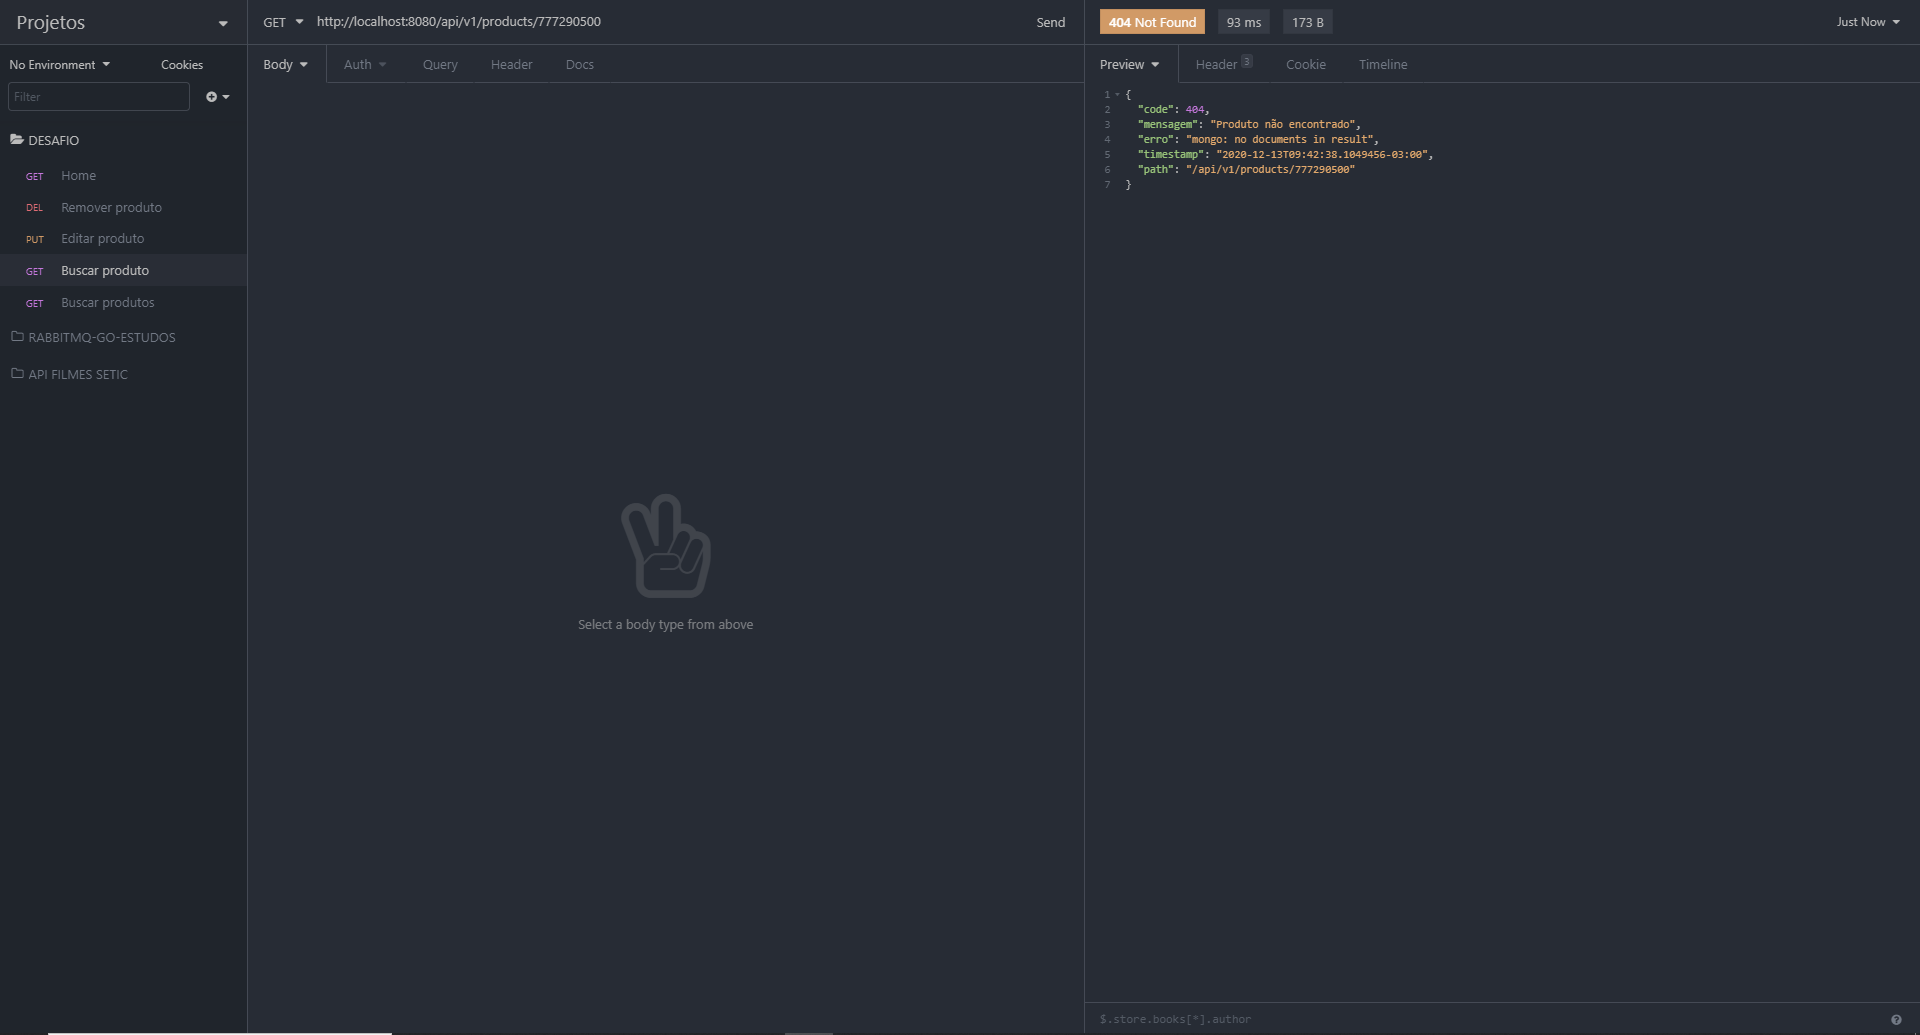 Projetos
No Environment
Cookies
Filter
DESAFIO
GET Home
DEL Remover produto
PUT Editar produto
GET Buscar produto
GET Buscar produtos
RABBITMQ-GO-ESTUDOS
API FILMES SETIC
GET http://localhost:8080/api/v1/products/777290500 Send
Body Auth Query Header Docs
Select a body type from above
404 Not Found 93 ms 173 B Just Now
Preview Header 3 Cookie Timeline
1 {
2 "code": 404,
3 "mensagem": "Produto não encontrado",
4 "erro": "mongo: no documents in result",
5 "timestamp": "2020-12-13T09:42:38.1049456-03:00",
6 "path": "/api/v1/products/777290500"
7 }
$.store.books[*].author